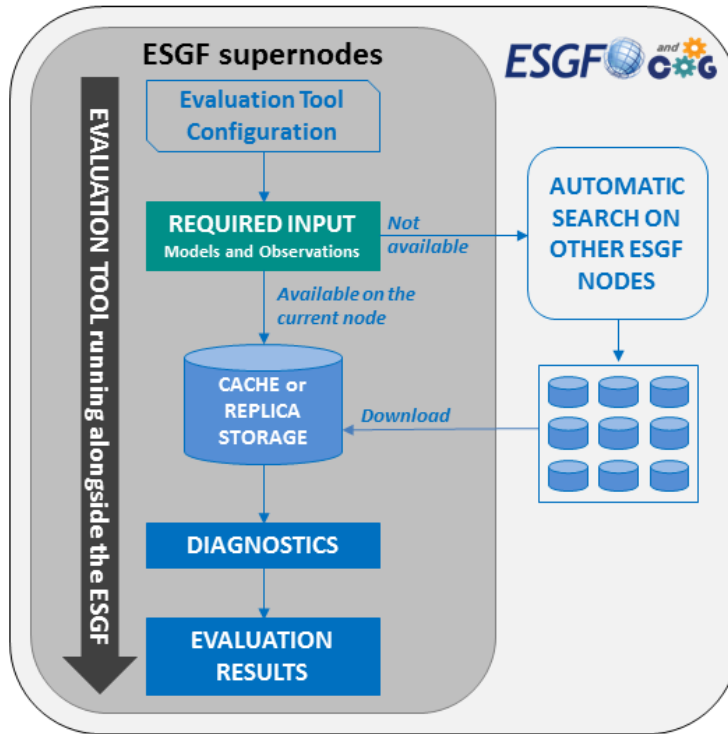 ESGF supernodes
ESGF and CoG
EVALUATION TOOL running alongside the ESGF
Evaluation Tool
Configuration
REQUIRED INPUT
Models and Observations
Not
available
AUTOMATIC
SEARCH ON
OTHER ESGF
NODES
Available on the
current node
CACHE or
REPLICA
STORAGE
Download
DIAGNOSTICS
EVALUATION
RESULTS